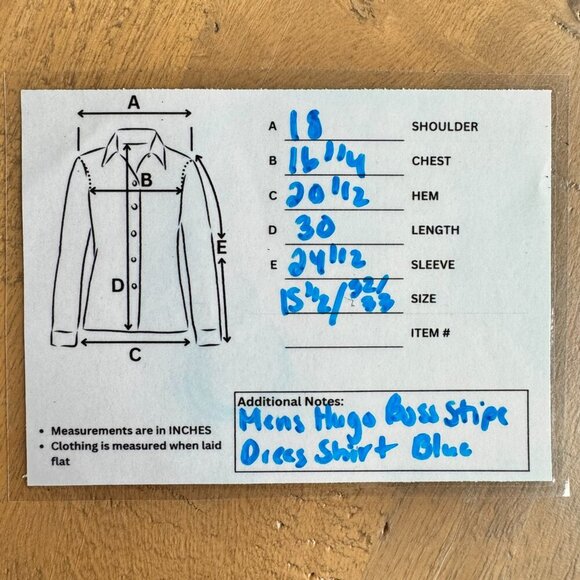 A
B
C
D
E
A 18 SHOULDER
B 16 1/4 CHEST
C 20 1/2 HEM
D 30 LENGTH
E 24 1/2 SLEEVE
15 1/2 / 32/33 SIZE
ITEM #
• Measurements are in INCHES
• Clothing is measured when laid
flat
Additional Notes:
Mens Hugo Boss Stipe
Dress Shirt Blue